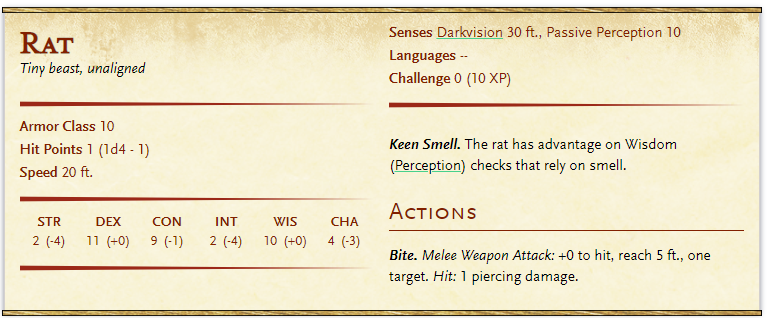 Rat
Tiny beast, unaligned
Armor Class 10
Hit Points 1 (1d4 - 1)
Speed 20 ft.
STR DEX CON INT WIS CHA
2 (-4) 11 (+0) 9 (-1) 2 (-4) 10 (+0) 4 (-3)
Senses Darkvision 30 ft., Passive Perception 10
Languages --
Challenge 0 (10 XP)
Keen Smell. The rat has advantage on Wisdom
(Perception) checks that rely on smell.
Actions
Bite. Melee Weapon Attack: +0 to hit, reach 5 ft., one
target. Hit: 1 piercing damage.